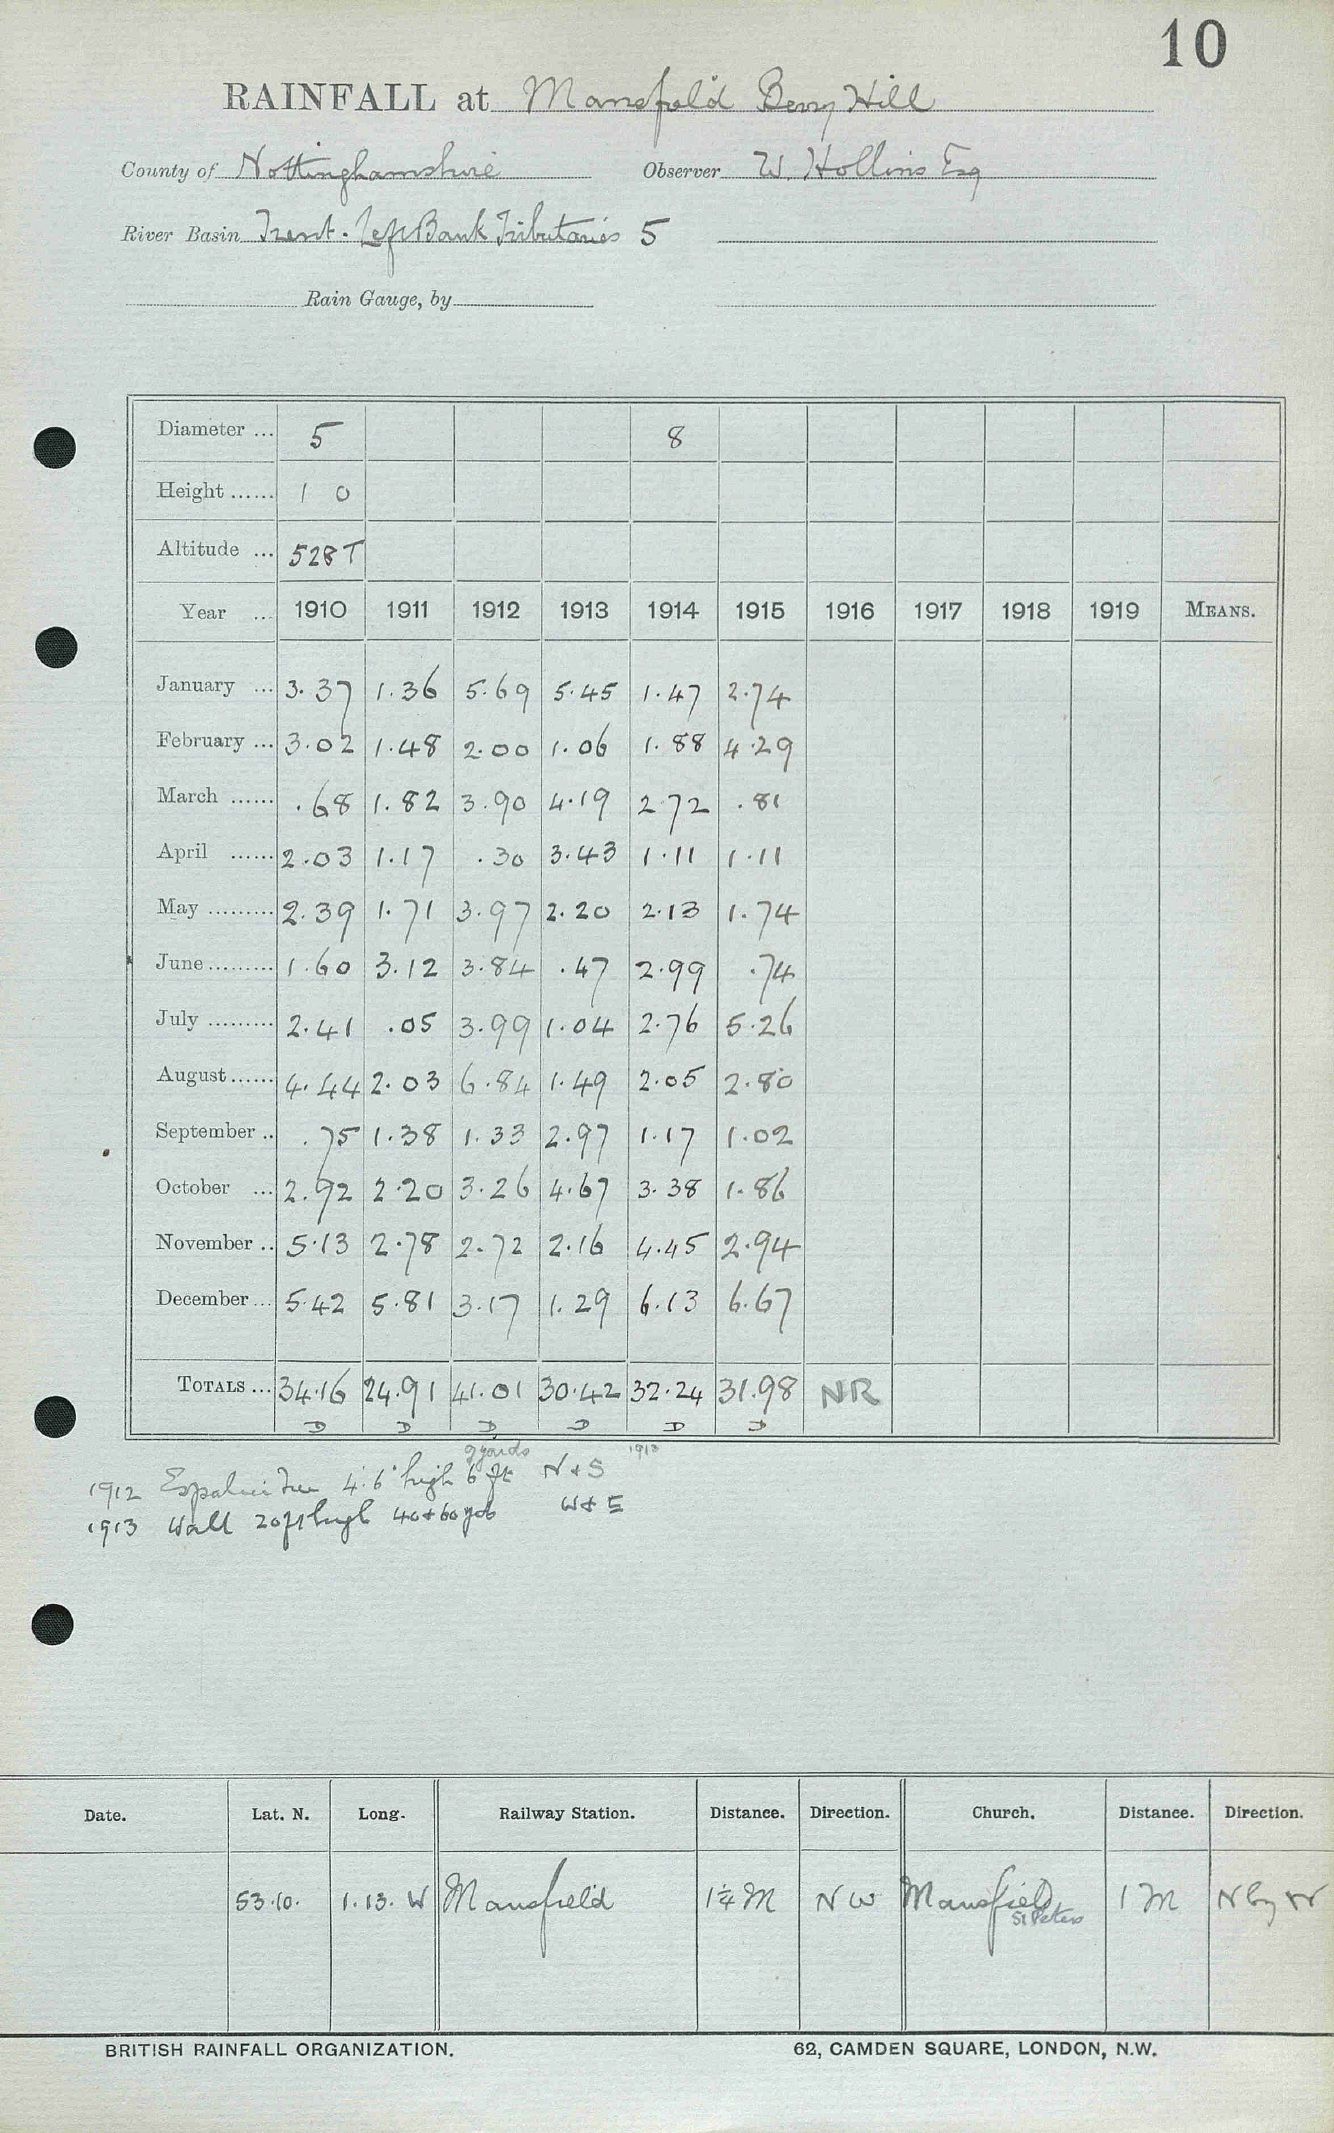 10
RAINFALL at Mansfield Berry Hill
County of Nottinghamshire Observer W. Hollins Esq
River Basin Trent. Left Bank Tributaries 5
Rain Gauge, by
Diameter ... 5 8
Height ...... 1 0
Altitude ... 528 T
Year ... 1910 1911 1912 1913 1914 1915 1916 1917 1918 1919 MEANS.
January ... 3.37 1.36 5.69 5.45 1.47 2.74
February ... 3.02 1.48 2.00 1.06 1.88 4.29
March ...... .68 1.82 3.90 4.19 2.72 .81
April ...... 2.03 1.17 .30 3.43 1.11 1.11
May ......... 2.39 1.71 3.97 2.20 2.13 1.74
June ......... 1.60 3.12 3.84 .47 2.99 .74
July ......... 2.41 .05 3.99 1.04 2.76 5.26
August ...... 4.44 2.03 6.84 1.49 2.05 2.80
September .. .75 1.38 1.33 2.97 1.17 1.02
October ... 2.92 2.20 3.26 4.67 3.38 1.86
November .. 5.13 2.78 2.72 2.16 4.45 2.94
December ... 5.42 5.81 3.17 1.29 6.13 6.67
TOTALS ... 34.16 24.91 41.01 30.42 32.24 31.98 NR
D D D D D D
9 yards 1913
1912 Espalier Tree 4' 6" high 6 ft N & S
1913 Wall 20 ft high 40 & 60 yds W & E
Date. Lat. N. Long. Railway Station. Distance. Direction. Church. Distance. Direction.
53.10. 1.13. W Mansfield 1¼ M N W Mansfield 1 M N by W
St Peters
BRITISH RAINFALL ORGANIZATION. 62, CAMDEN SQUARE, LONDON, N.W.